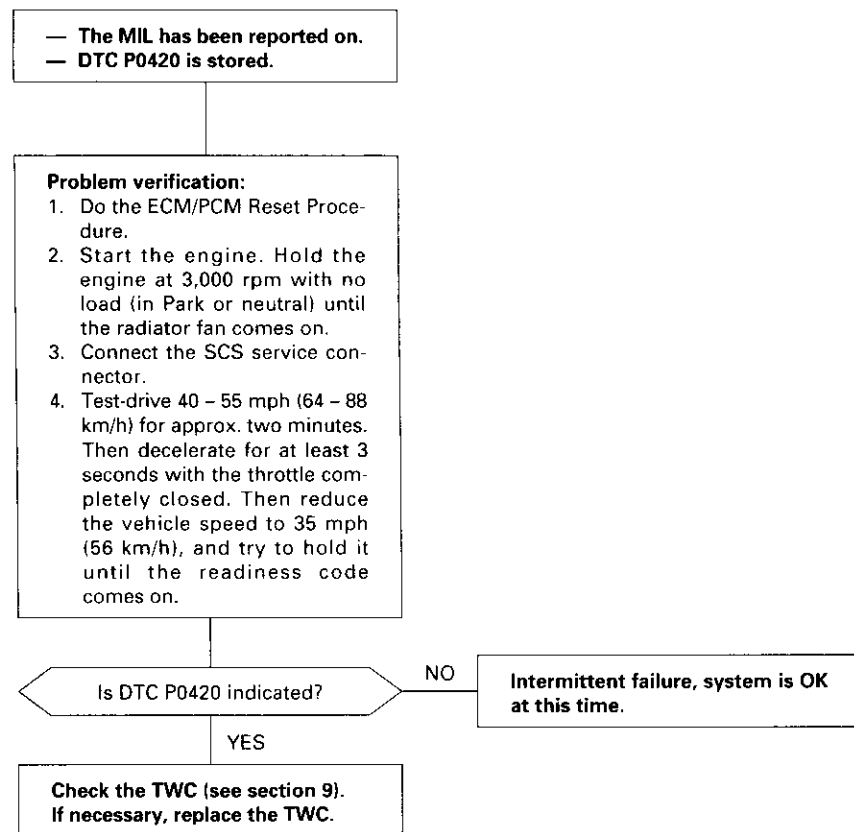 — The MIL has been reported on.
— DTC P0420 is stored.
Problem verification:
1. Do the ECM/PCM Reset Proce-
dure.
2. Start the engine. Hold the
engine at 3,000 rpm with no
load (in Park or neutral) until
the radiator fan comes on.
3. Connect the SCS service con-
nector.
4. Test-drive 40 – 55 mph (64 – 88
km/h) for approx. two minutes.
Then decelerate for at least 3
seconds with the throttle com-
pletely closed. Then reduce
the vehicle speed to 35 mph
(56 km/h), and try to hold it
until the readiness code
comes on.
Is DTC P0420 indicated?
NO
Intermittent failure, system is OK
at this time.
YES
Check the TWC (see section 9).
If necessary, replace the TWC.